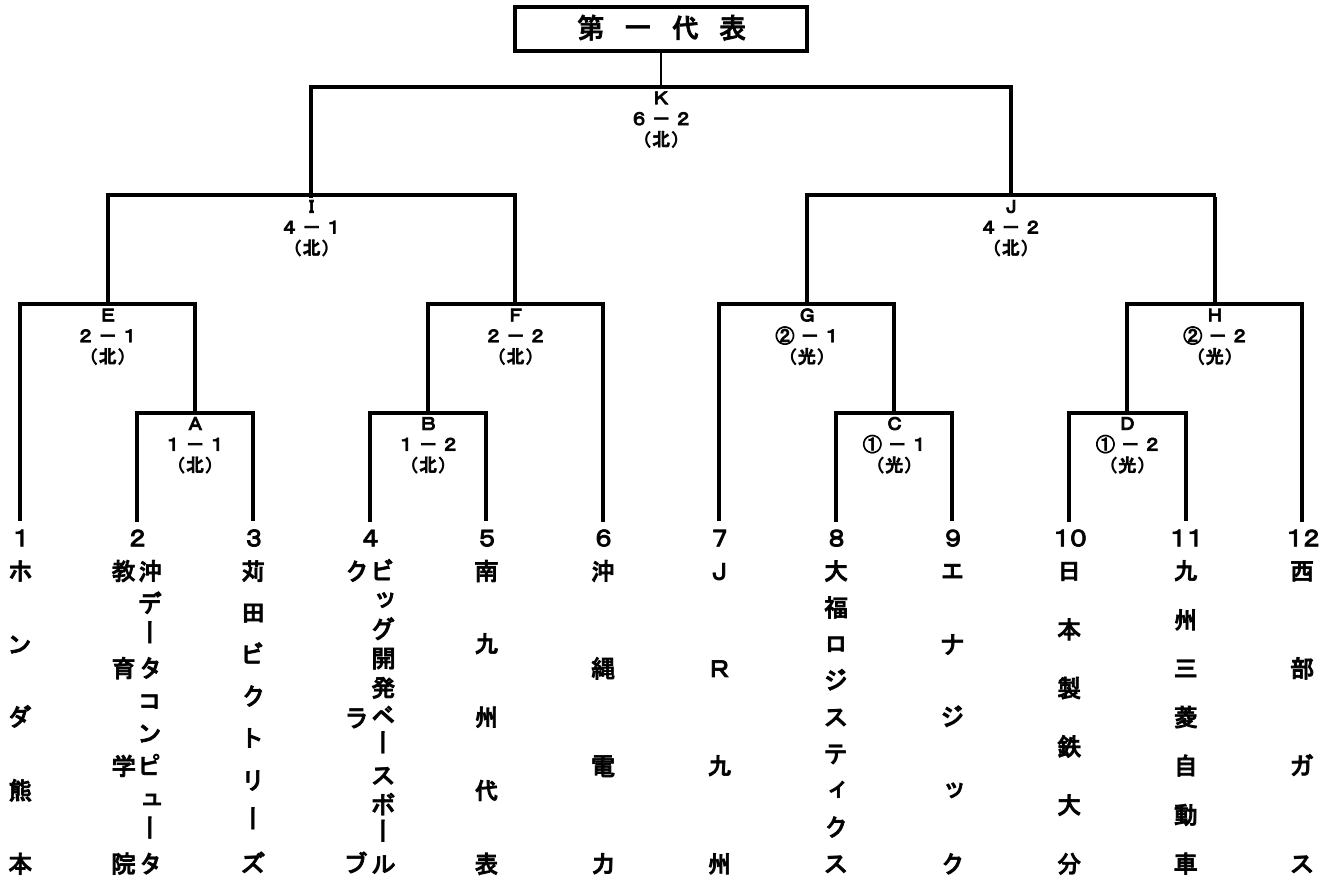 第一代表
K
6－2
（北）
I
4－1
（北）
J
4－2
（北）
E
2－1
（北）
F
2－2
（北）
G
②－1
（光）
H
②－2
（光）
A
1－1
（北）
B
1－2
（北）
C
①－1
（光）
D
①－2
（光）
1
ホンダ熊本
2
沖データコンピュータ
教育学院
3
苅田ビクトリーズ
4
ビッグ開発ベースボール
クラブ
5
南九州代表
6
沖縄電力
7
JR九州
8
大福ロジスティクス
9
エナジック
10
日本製鉄大分
11
九州三菱自動車
12
西部ガス